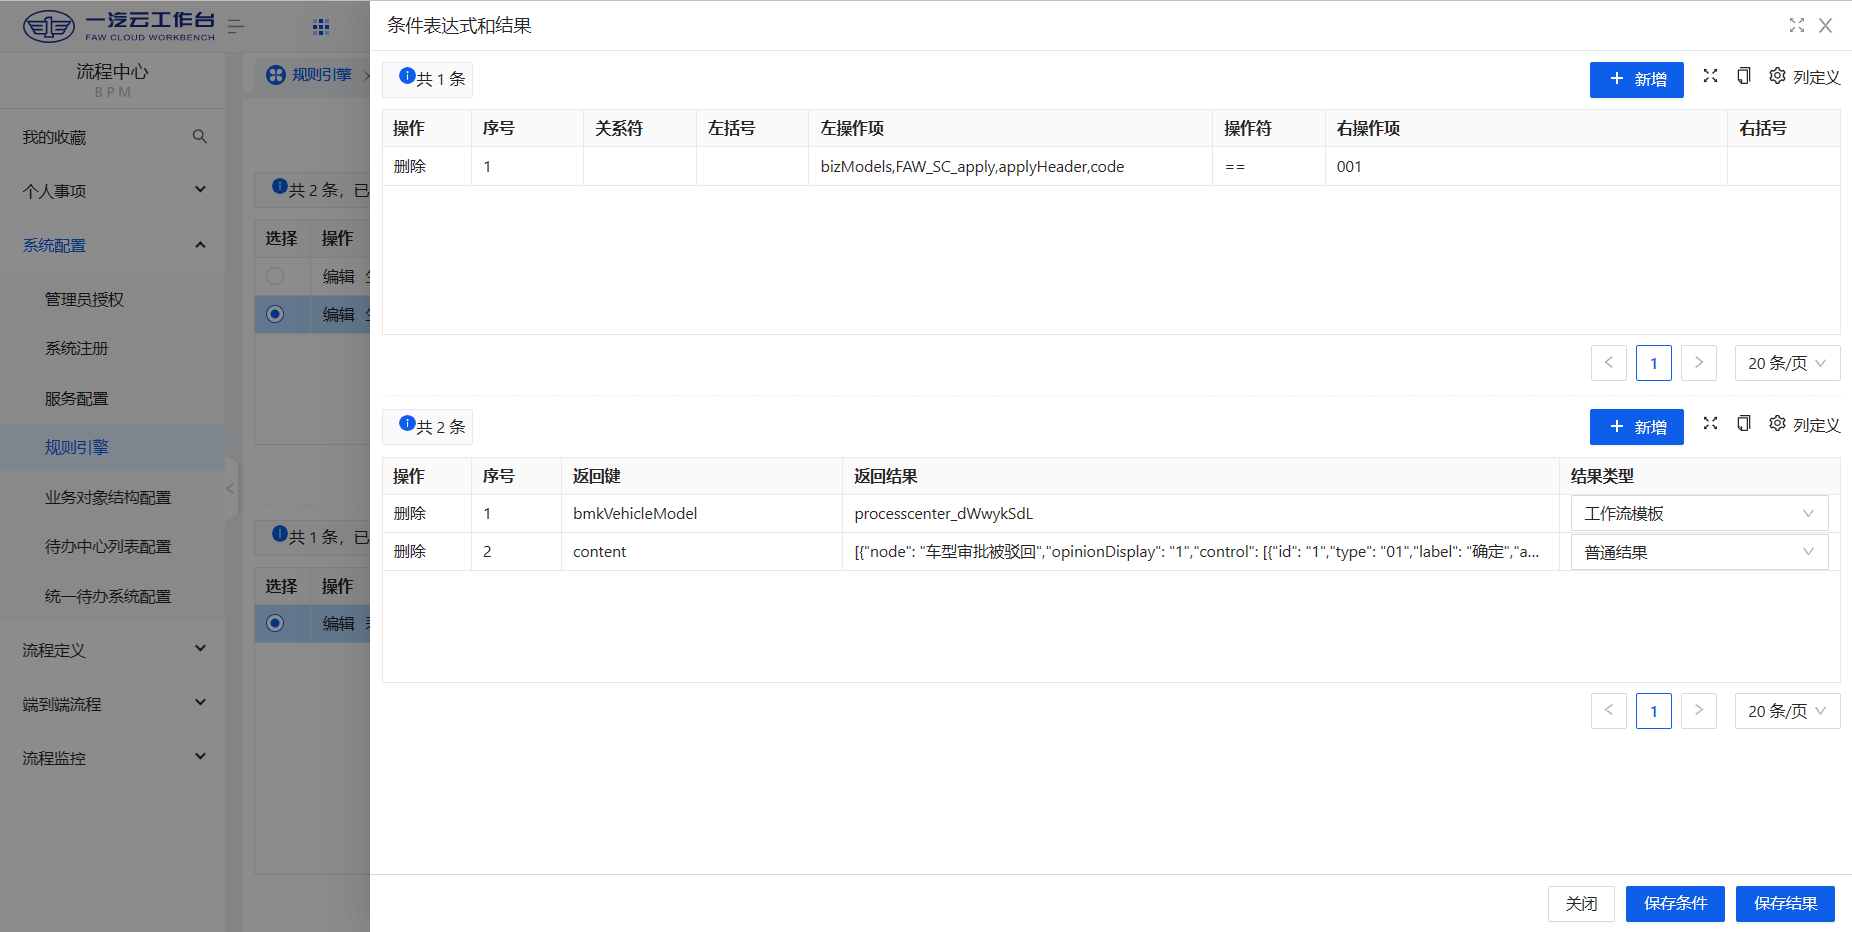 一汽云工作台
FAW CLOUD WORKBENCH
流程中心
BPM
我的收藏
个人事项
系统配置
管理员授权
系统注册
服务配置
规则引擎
业务对象结构配置
待办中心列表配置
统一待办系统配置
流程定义
端到端流程
流程监控
规则引擎
共 2 条，已
选择 操作
编辑
编辑
共 1 条，已
选择 操作
编辑
条件表达式和结果
共 1 条
新增
列定义
操作 序号 关系符 左括号 左操作项 操作符 右操作项 右括号
删除 1 bizModels,FAW_SC_apply,applyHeader,code == 001
< 1 > 20 条/页
共 2 条
新增
列定义
操作 序号 返回键 返回结果 结果类型
删除 1 bmkVehicleModel processcenter_dWwykSdL 工作流模板
删除 2 content [{"node": "车型审批被驳回","opinionDisplay": "1","control": [{"id": "1","type": "01","label": "确定","a... 普通结果
< 1 > 20 条/页
关闭 保存条件 保存结果